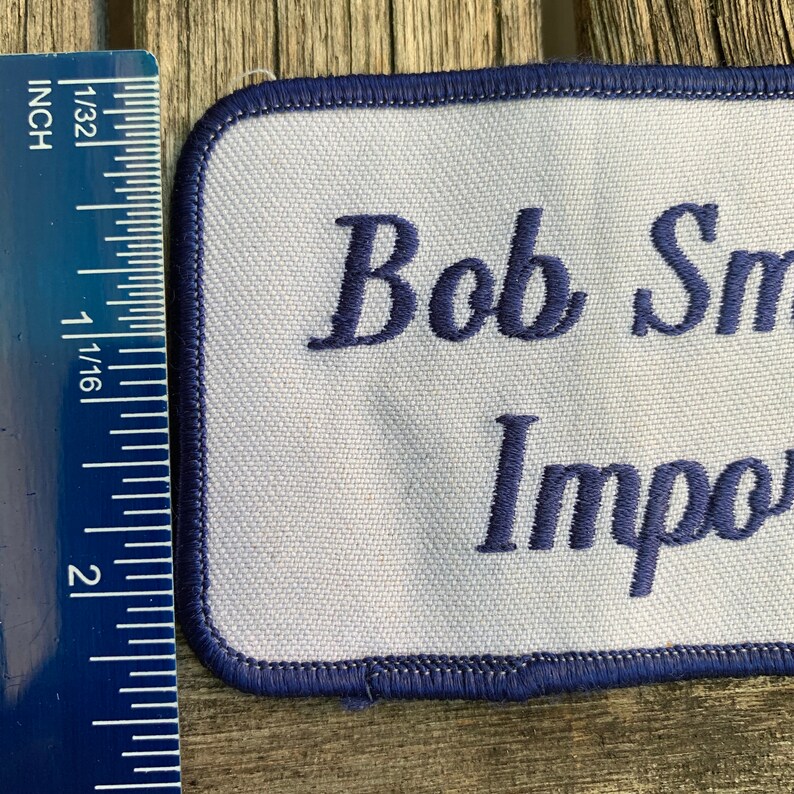 INCH
1/32
1
1/16
2
Bob Sm
Impor